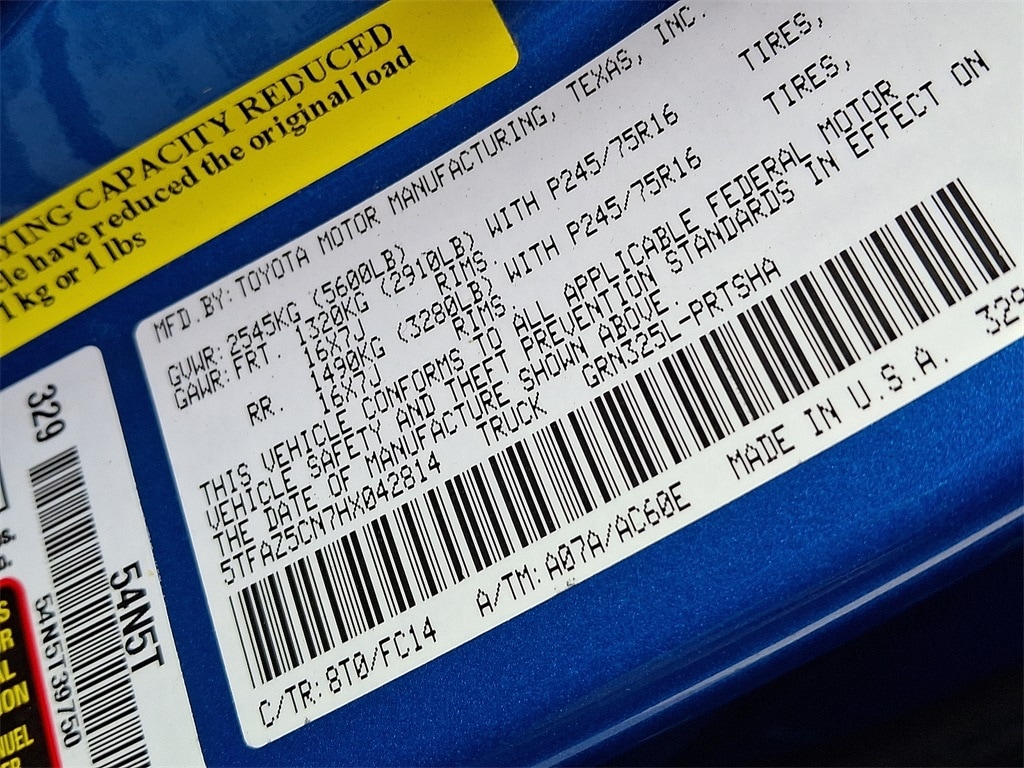 YING CAPACITY REDUCED
cle have reduced the original load
1 kg or 1 lbs
MFD.BY:TOYOTA MOTOR MANUFACTURING, TEXAS, INC.
GVWR:2545KG (5600LB)
GAWR:FRT. 1320KG (2910LB) WITH P245/75R16 TIRES,
16X7J RIMS.
RR. 1490KG (3280LB) WITH P245/75R16 TIRES,
16X7J RIMS
THIS VEHICLE CONFORMS TO ALL APPLICABLE FEDERAL MOTOR
VEHICLE SAFETY AND THEFT PREVENTION STANDARDS IN EFFECT ON
THE DATE OF MANUFACTURE SHOWN ABOVE.
5TFAZ5CN7HX042814 TRUCK GRN325L-PRTSHA
C/TR:8T0/FC14 A/TM:A07A/AC60E MADE IN U.S.A. 329
329
54N5T
54N5T39750
S
R
AL
ION
NUEL
ER